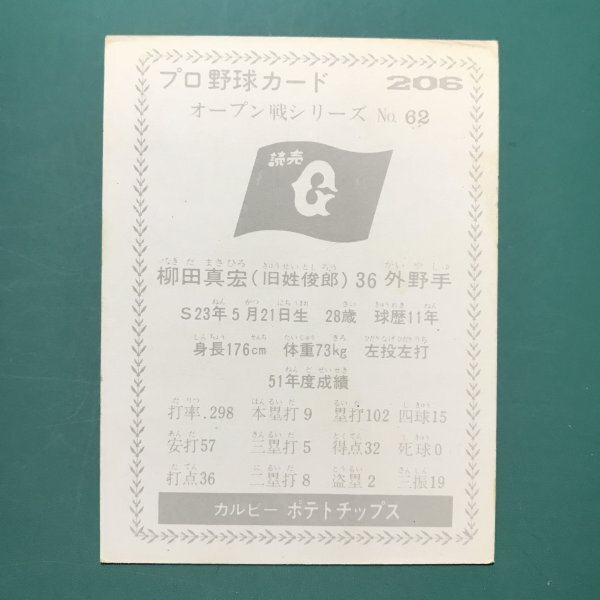 プロ野球カード 206
オープン戦シリーズ No. 62
読売
G
柳田真宏(旧姓俊郎) 36 外野手
S23年5月21日生 28歳 球歴11年
身長176cm 体重73kg 左投左打
51年度成績
打率.298 本塁打9 塁打102 四球15
安打57 三塁打5 得点32 死球0
打点36 二塁打8 盗塁2 三振19
カルビー ポテトチップス